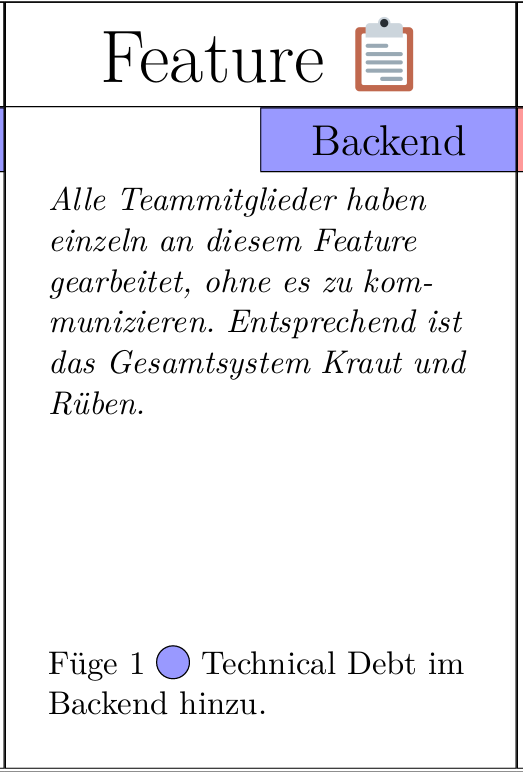 Feature
Backend
Alle Teammitglieder haben
einzeln an diesem Feature
gearbeitet, ohne es zu kom-
munizieren. Entsprechend ist
das Gesamtsystem Kraut und
Rüben.
Füge 1 Technical Debt im
Backend hinzu.